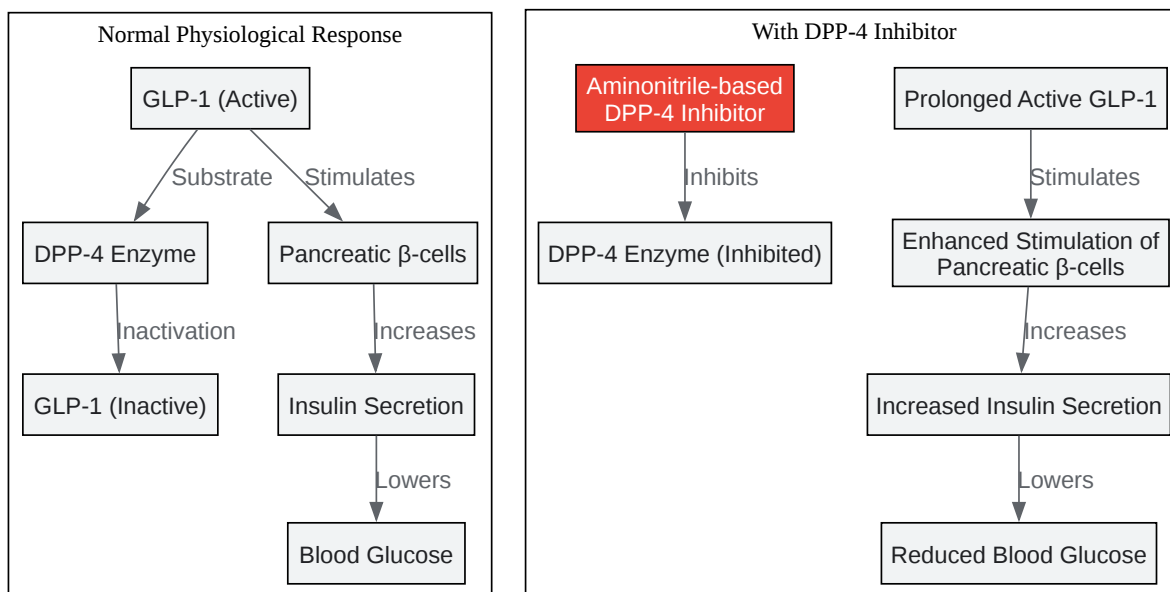 Normal Physiological Response
GLP-1 (Active)
Substrate
Stimulates
DPP-4 Enzyme
Pancreatic β-cells
Inactivation
Increases
GLP-1 (Inactive)
Insulin Secretion
Lowers
Blood Glucose
With DPP-4 Inhibitor
Aminonitrile-based
DPP-4 Inhibitor
Prolonged Active GLP-1
Inhibits
Stimulates
DPP-4 Enzyme (Inhibited)
Enhanced Stimulation of
Pancreatic β-cells
Increases
Increased Insulin Secretion
Lowers
Reduced Blood Glucose